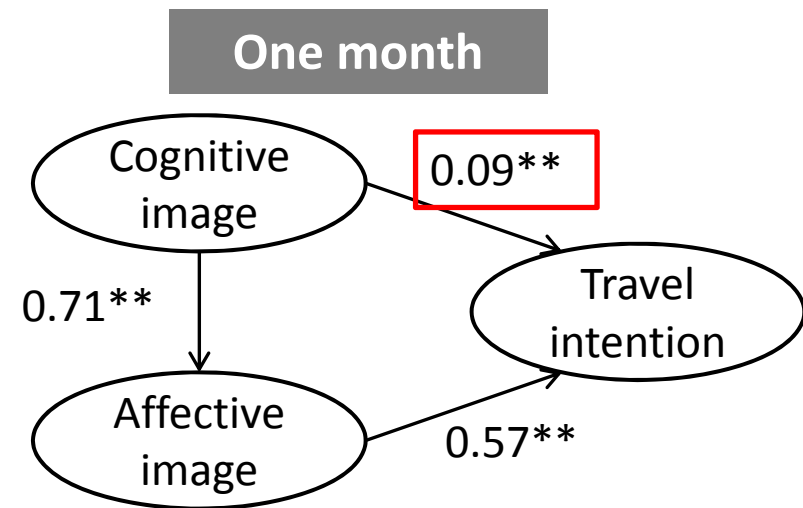 One month
Cognitive
image
0.09**
0.71**
Travel
intention
Affective
image
0.57**